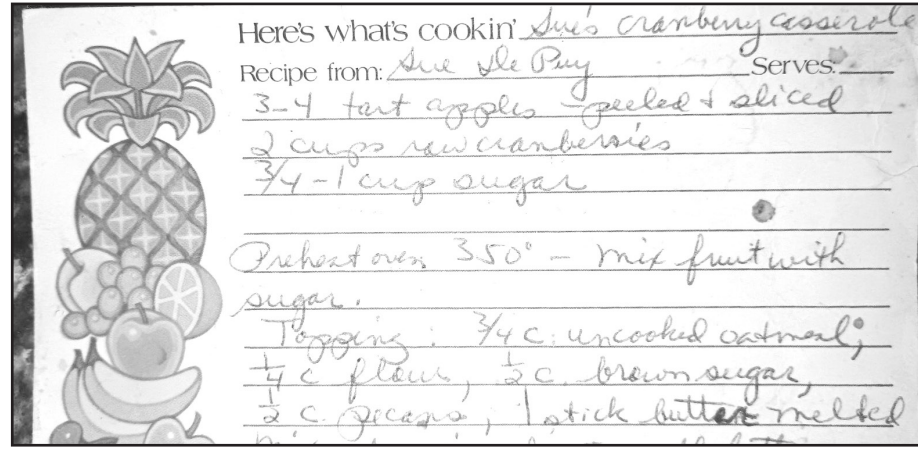 Here's what's cookin' Sue's cranberry casserole
Recipe from: Sue De Puy Serves:
3-4 tart apples - peeled + sliced
2 cups raw cranberries
3/4 - 1 cup sugar
Preheat oven 350° - mix fruit with
sugar.
Topping: 3/4 c. uncooked oatmeal,
1/4 c flour, 1/2 c. brown sugar,
1/2 c. pecans, 1 stick butter melted